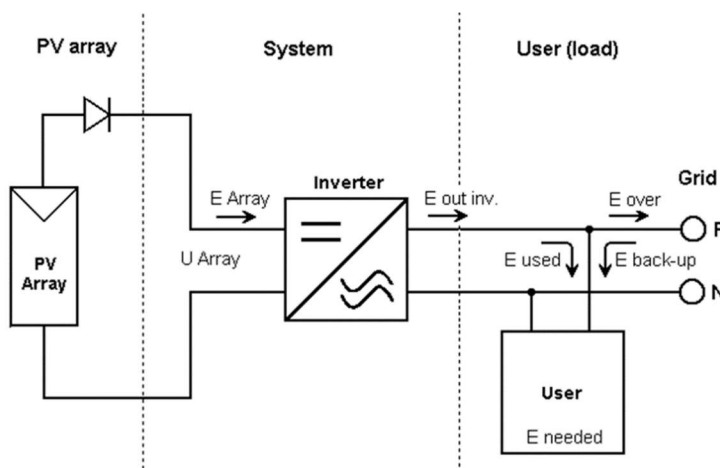 PV array
System
User (load)
E Array
Inverter
E out inv.
E over
Grid
U Array
E used
E back-up
PV
Array
N
User
E needed